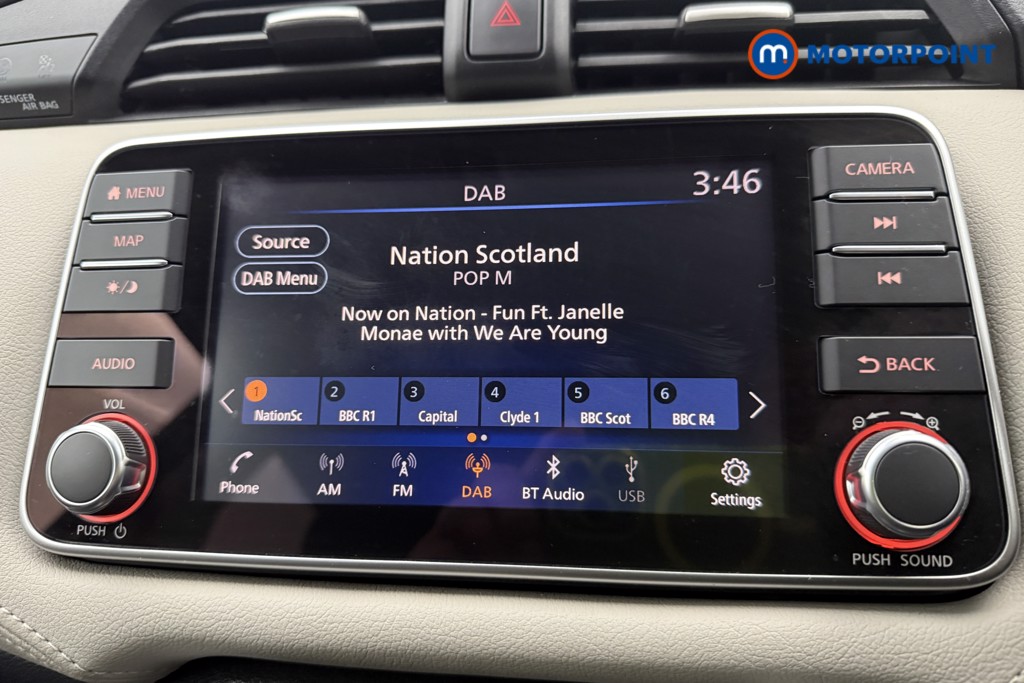 MOTORPOINT
SENGER
AIR BAG
MENU
MAP
AUDIO
VOL
PUSH
DAB
3:46
Source
DAB Menu
Nation Scotland
POP M
Now on Nation - Fun Ft. Janelle
Monae with We Are Young
1 NationSc
2 BBC R1
3 Capital
4 Clyde 1
5 BBC Scot
6 BBC R4
Phone
AM
FM
DAB
BT Audio
USB
Settings
CAMERA
BACK
PUSH SOUND